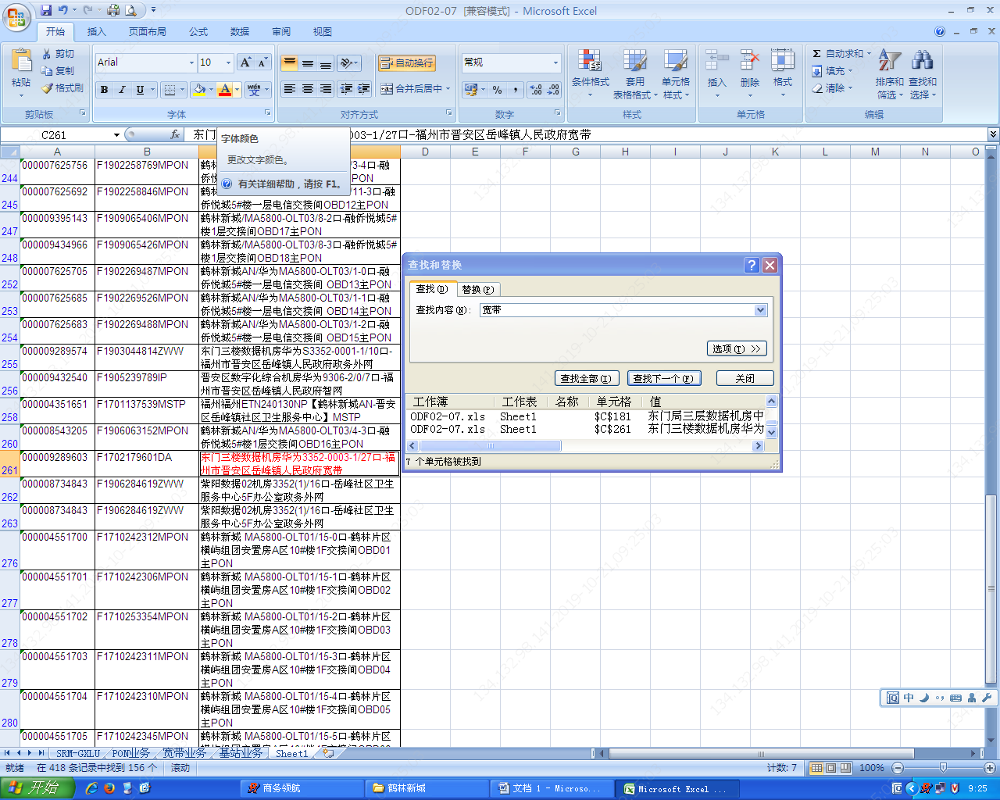 ODF02-07 [兼容模式] - Microsoft Excel
开始 插入 页面布局 公式 数据 审阅 视图
粘贴 剪切 复制 格式刷 剪贴板
Arial 10 B I U 字体
自动换行 合并后居中 对齐方式
常规 % , 数字
条件格式 套用表格格式 单元格样式 样式
插入 删除 格式 单元格
Σ 自动求和 填充 清除 排序和筛选 查找和选择 编辑
C261 fx 东门 003-1/27口-福州市晋安区岳峰镇人民政府宽带
字体颜色
更改文字颜色。
有关详细帮助，请按 F1。
A B D E F G H I J K L M N O
244 000007625756 F1902258769MPON 鹤林 /3-4口-融
侨悦 PON
245 000007625692 F1902258846MPON 鹤林 /11-3口-融
侨悦城5#楼一层电信交接间OBD12主PON
247 000009395143 F1909065406MPON 鹤林新城/MA5800-OLT03/8-2口-融侨悦城5#
楼1层交接间OBD17主PON
248 000009434966 F1909065426MPON 鹤林新城/MA5800-OLT03/8-3口-融侨悦城5#
楼1层交接间OBD18主PON
252 000007625705 F1902269487MPON 鹤林新城AN/华为MA5800-OLT03/1-0口-融
侨悦城5#楼一层电信交接间 OBD13主PON
253 000007625685 F1902269526MPON 鹤林新城AN/华为MA5800-OLT03/1-1口-融
侨悦城5#楼一层电信交接间 OBD14主PON
254 000007625683 F1902269488MPON 鹤林新城AN/华为MA5800-OLT03/1-2口-融
侨悦城5#楼一层电信交接间 OBD15主PON
255 000009289574 F1903044814ZWW 东门三楼数据机房华为S3352-0001-1/10口-
福州市晋安区岳峰镇人民政府政务外网
256 000009432540 F1905239789IP 晋安区数字化综合机房华为9306-2/0/7口-福
州市晋安区岳峰镇人民政府智网
258 000004351651 F1701137539MSTP 福州福州ETN240130NP【鹤林新城AN-晋安
区岳峰镇社区卫生服务中心】MSTP
260 000008543205 F1906063152MPON 鹤林新城AN/华为MA5800-OLT03/4-3口-融
侨悦城5#楼1层交接间OBD16主PON
261 000009289603 F1702179601DA 东门三楼数据机房华为3352-0003-1/27口-福
州市晋安区岳峰镇人民政府宽带
262 000008734843 F1906284619ZWW 紫阳数据02机房3352(1)/16口-岳峰社区卫生
服务中心5F办公室政务外网
263 000008734843 F1906284619ZWW 紫阳数据02机房3352(1)/16口-岳峰社区卫生
服务中心5F办公室政务外网
276 000004551700 F1710242312MPON 鹤林新城 MA5800-OLT01/15-0口-鹤林片区
横屿组团安置房A区10#楼1F交接间OBD01
主PON
277 000004551701 F1710242306MPON 鹤林新城 MA5800-OLT01/15-1口-鹤林片区
横屿组团安置房A区10#楼1F交接间OBD02
主PON
278 000004551702 F1710253354MPON 鹤林新城 MA5800-OLT01/15-2口-鹤林片区
横屿组团安置房A区10#楼1F交接间OBD03
主PON
279 000004551703 F1710242311MPON 鹤林新城 MA5800-OLT01/15-3口-鹤林片区
横屿组团安置房A区10#楼1F交接间OBD04
主PON
280 000004551704 F1710242310MPON 鹤林新城 MA5800-OLT01/15-4口-鹤林片区
横屿组团安置房A区10#楼1F交接间OBD05
主PON
000004551705 F1710242345MPON 鹤林新城 MA5800-OLT01/15-5口-鹤林片区
查找和替换
查找(D) 替换(P)
查找内容(N): 宽带
选项(T) >>
查找全部(I) 查找下一个(F) 关闭
工作簿 工作表 名称 单元格 值
ODF02-07.xls Sheet1 $C$181 东门局三层数据机房中
ODF02-07.xls Sheet1 $C$261 东门三楼数据机房华为
7 个单元格被找到
中
SRM-GXLU PON业务 宽带业务 基站业务 Sheet1
就绪 在 418 条记录中找到 156 个 滚动 计数: 7 100%
开始 商务领航 鹤林新城 文档 1 - Microso... Microsoft Excel ... 9:25
134.132.98.141,2019-10-21,09:25:03